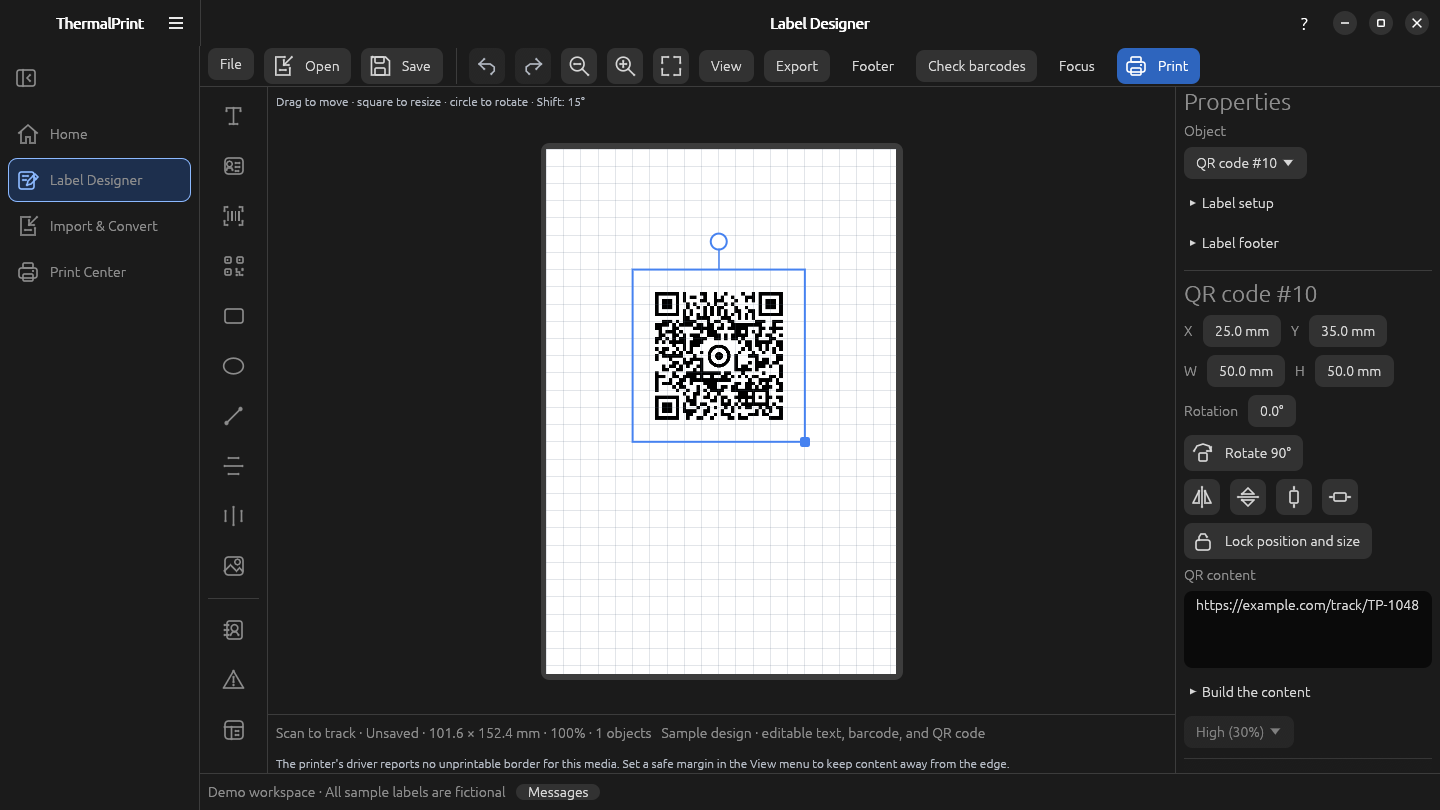 ThermalPrint
Label Designer
?
File
Open
Save
View
Export
Footer
Check barcodes
Focus
Print
Home
Label Designer
Import & Convert
Print Center
Drag to move · square to resize · circle to rotate · Shift: 15°
Properties
Object
QR code #10
Label setup
Label footer
QR code #10
X 25.0 mm Y 35.0 mm
W 50.0 mm H 50.0 mm
Rotation 0.0°
Rotate 90°
Lock position and size
QR content
https://example.com/track/TP-1048
Build the content
High (30%)
Scan to track · Unsaved · 101.6 × 152.4 mm · 100% · 1 objects Sample design · editable text, barcode, and QR code
The printer's driver reports no unprintable border for this media. Set a safe margin in the View menu to keep content away from the edge.
Demo workspace · All sample labels are fictional
Messages